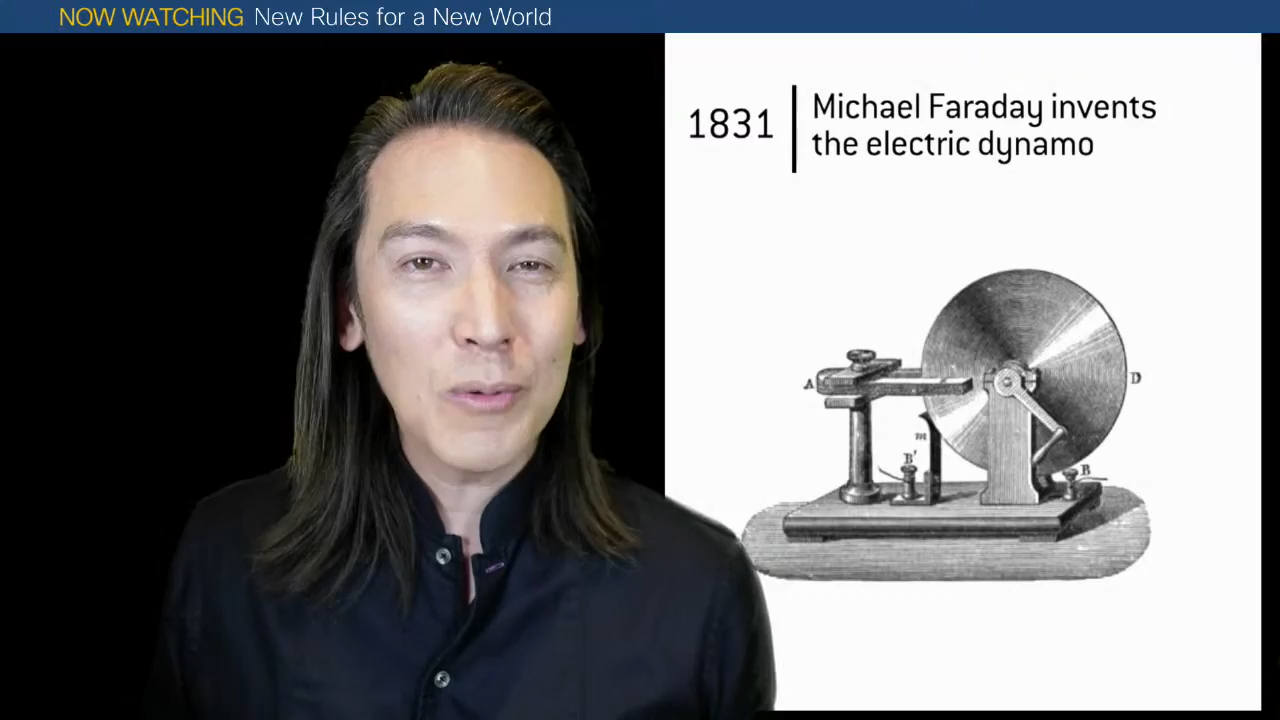 NOW WATCHING New Rules for a New World
1831
Michael Faraday invents
the electric dynamo
A
D
m
B'
B